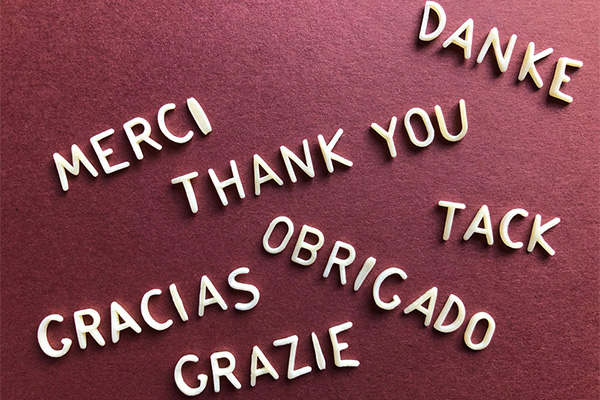 DANKE
MERCI
THANK YOU
TACK
OBRIGADO
GRACIAS
GRAZIE